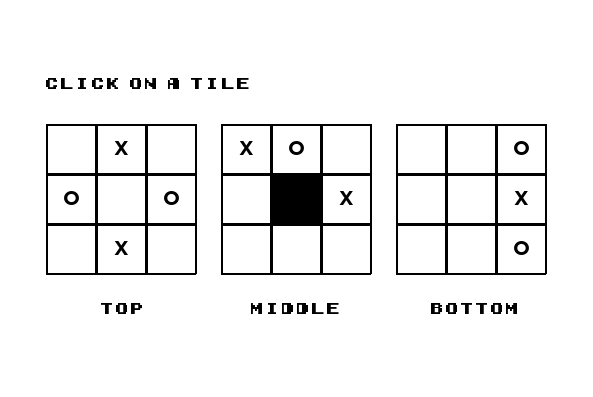 CLICK ON A TILE
X X O O
O O X X
X O
TOP MIDDLE BOTTOM